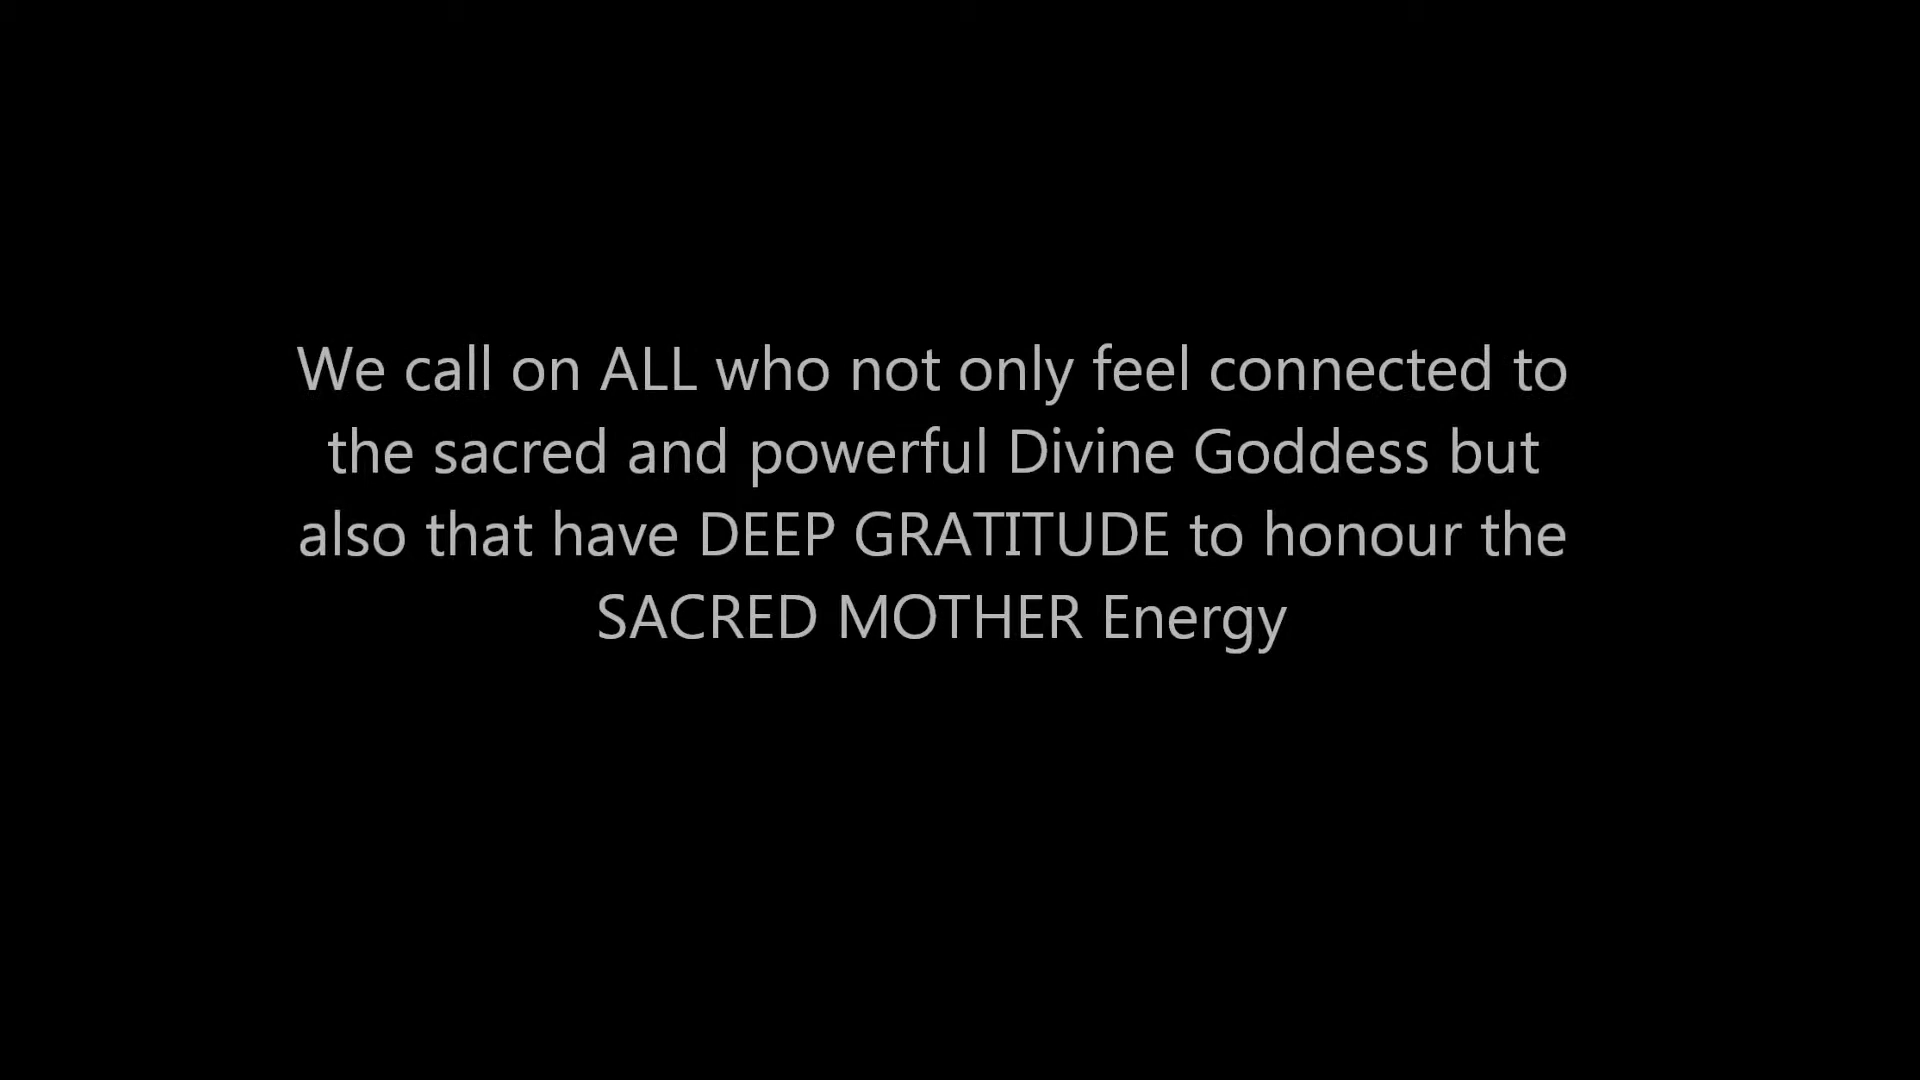 We call on ALL who not only feel connected to
the sacred and powerful Divine Goddess but
also that have DEEP GRATITUDE to honour the
SACRED MOTHER Energy